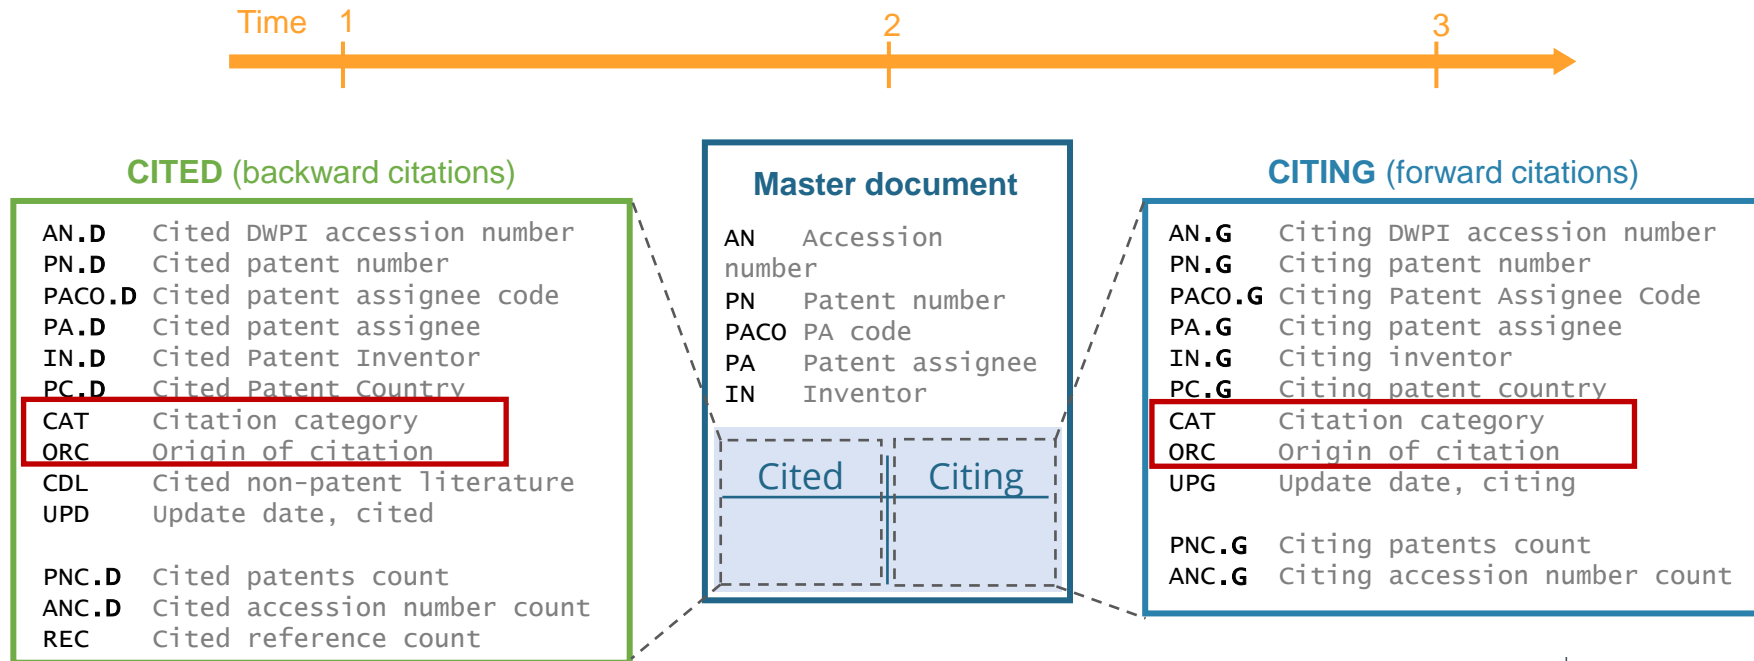 Time 1 2 3
CITED (backward citations)
AN.D Cited DWPI accession number
PN.D Cited patent number
PACO.D Cited patent assignee code
PA.D Cited patent assignee
IN.D Cited Patent Inventor
PC.D Cited Patent Country
CAT Citation category
ORC Origin of citation
CDL Cited non-patent literature
UPD Update date, cited
PNC.D Cited patents count
ANC.D Cited accession number count
REC Cited reference count
Master document
AN Accession
number
PN Patent number
PACO PA code
PA Patent assignee
IN Inventor
Cited Citing
CITING (forward citations)
AN.G Citing DWPI accession number
PN.G Citing patent number
PACO.G Citing Patent Assignee Code
PA.G Citing patent assignee
IN.G Citing inventor
PC.G Citing patent country
CAT Citation category
ORC Origin of citation
UPG Update date, citing
PNC.G Citing patents count
ANC.G Citing accession number count